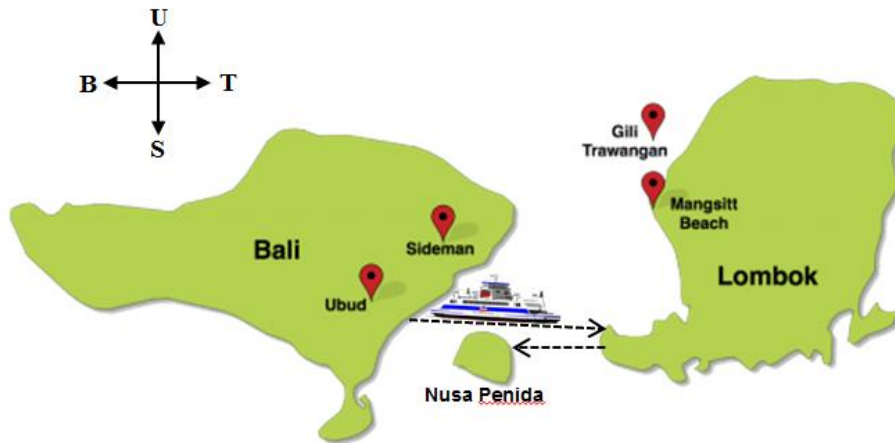 U
B
T
S
Gili
Trawangan
Mangsitt
Beach
Sideman
Bali
Lombok
Ubud
Nusa Penida